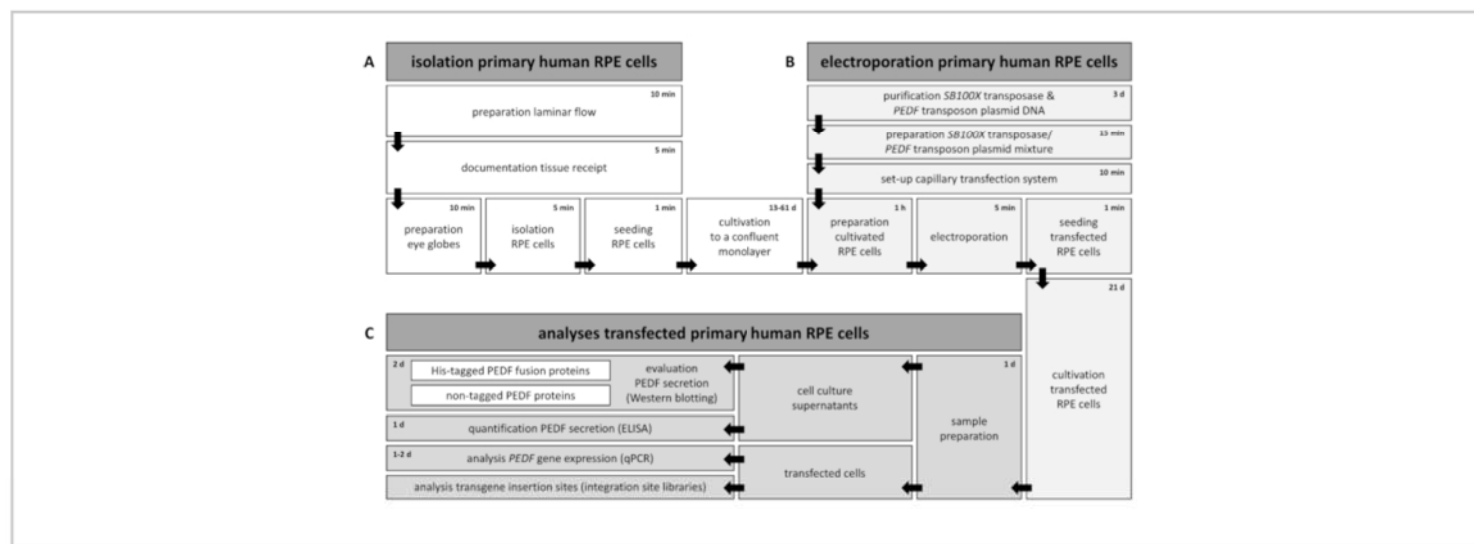 A
isolation primary human RPE cells
10 min
preparation laminar flow
5 min
documentation tissue receipt
10 min
preparation
eye globes
5 min
isolation
RPE cells
1 min
seeding
RPE cells
13-61 d
cultivation
to a confluent
monolayer
B
electroporation primary human RPE cells
3 d
purification SB100X transposase &
PEDF transposon plasmid DNA
15 min
preparation SB100X transposase/
PEDF transposon plasmid mixture
10 min
set-up capillary transfection system
1 h
preparation
cultivated
RPE cells
5 min
electroporation
1 min
seeding
transfected
RPE cells
21 d
cultivation
transfected
RPE cells
C
analyses transfected primary human RPE cells
1 d
sample
preparation
cell culture
supernatants
transfected cells
2 d
His-tagged PEDF fusion proteins
non-tagged PEDF proteins
evaluation
PEDF secretion
(Western blotting)
1 d
quantification PEDF secretion (ELISA)
1-2 d
analysis PEDF gene expression (qPCR)
analysis transgene insertion sites (integration site libraries)